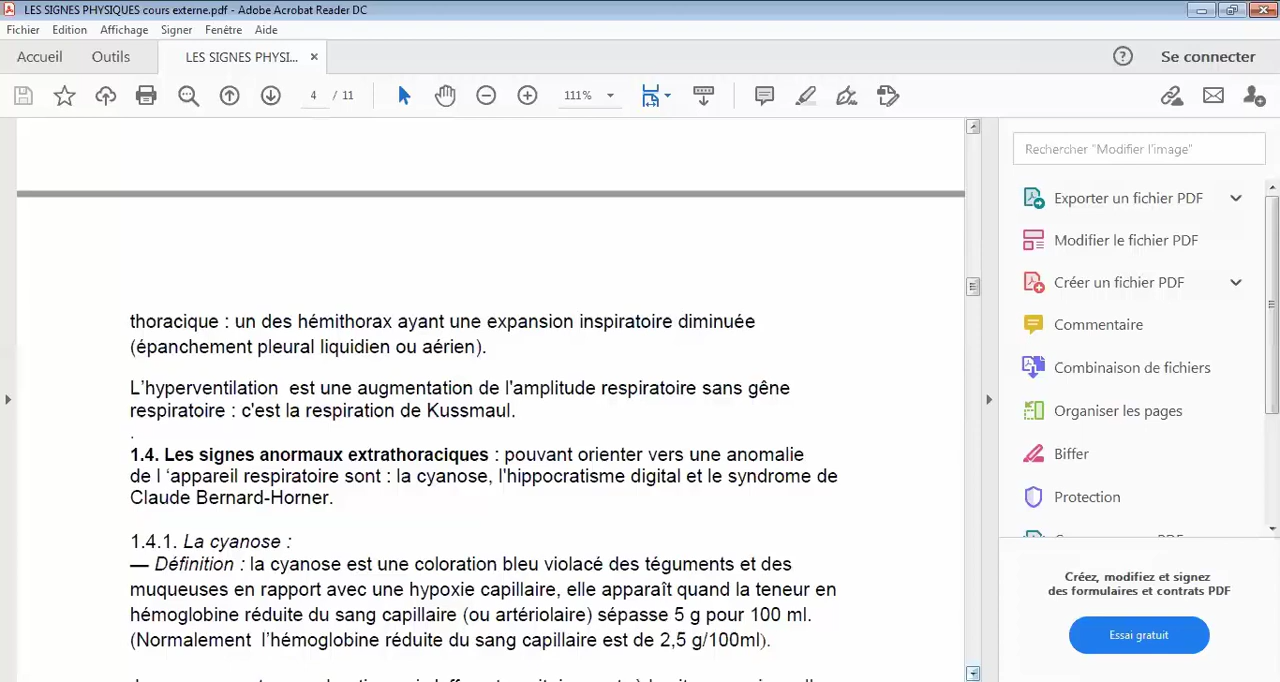 LES SIGNES PHYSIQUES cours externe.pdf - Adobe Acrobat Reader DC
Fichier Edition Affichage Signer Fenêtre Aide
Accueil Outils LES SIGNES PHYSI... × Se connecter
4 / 11 111%
thoracique : un des hémithorax ayant une expansion inspiratoire diminuée
(épanchement pleural liquidien ou aérien).
L'hyperventilation est une augmentation de l'amplitude respiratoire sans gêne
respiratoire : c'est la respiration de Kussmaul.
.
1.4. Les signes anormaux extrathoraciques : pouvant orienter vers une anomalie
de l ‘appareil respiratoire sont : la cyanose, l'hippocratisme digital et le syndrome de
Claude Bernard-Horner.
1.4.1. La cyanose :
— Définition : la cyanose est une coloration bleu violacé des téguments et des
muqueuses en rapport avec une hypoxie capillaire, elle apparaît quand la teneur en
hémoglobine réduite du sang capillaire (ou artériolaire) sépasse 5 g pour 100 ml.
(Normalement l’hémoglobine réduite du sang capillaire est de 2,5 g/100ml).
Rechercher "Modifier l'image"
Exporter un fichier PDF
Modifier le fichier PDF
Créer un fichier PDF
Commentaire
Combinaison de fichiers
Organiser les pages
Biffer
Protection
Créez, modifiez et signez
des formulaires et contrats PDF
Essai gratuit